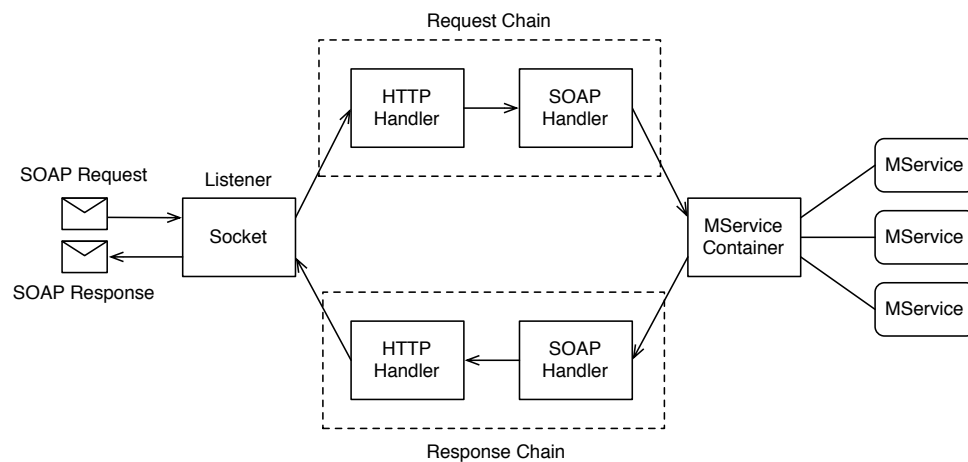 Request Chain
HTTP
Handler
SOAP
Handler
SOAP Request
Listener
Socket
SOAP Response
MService
Container
MService
MService
MService
HTTP
Handler
SOAP
Handler
Response Chain